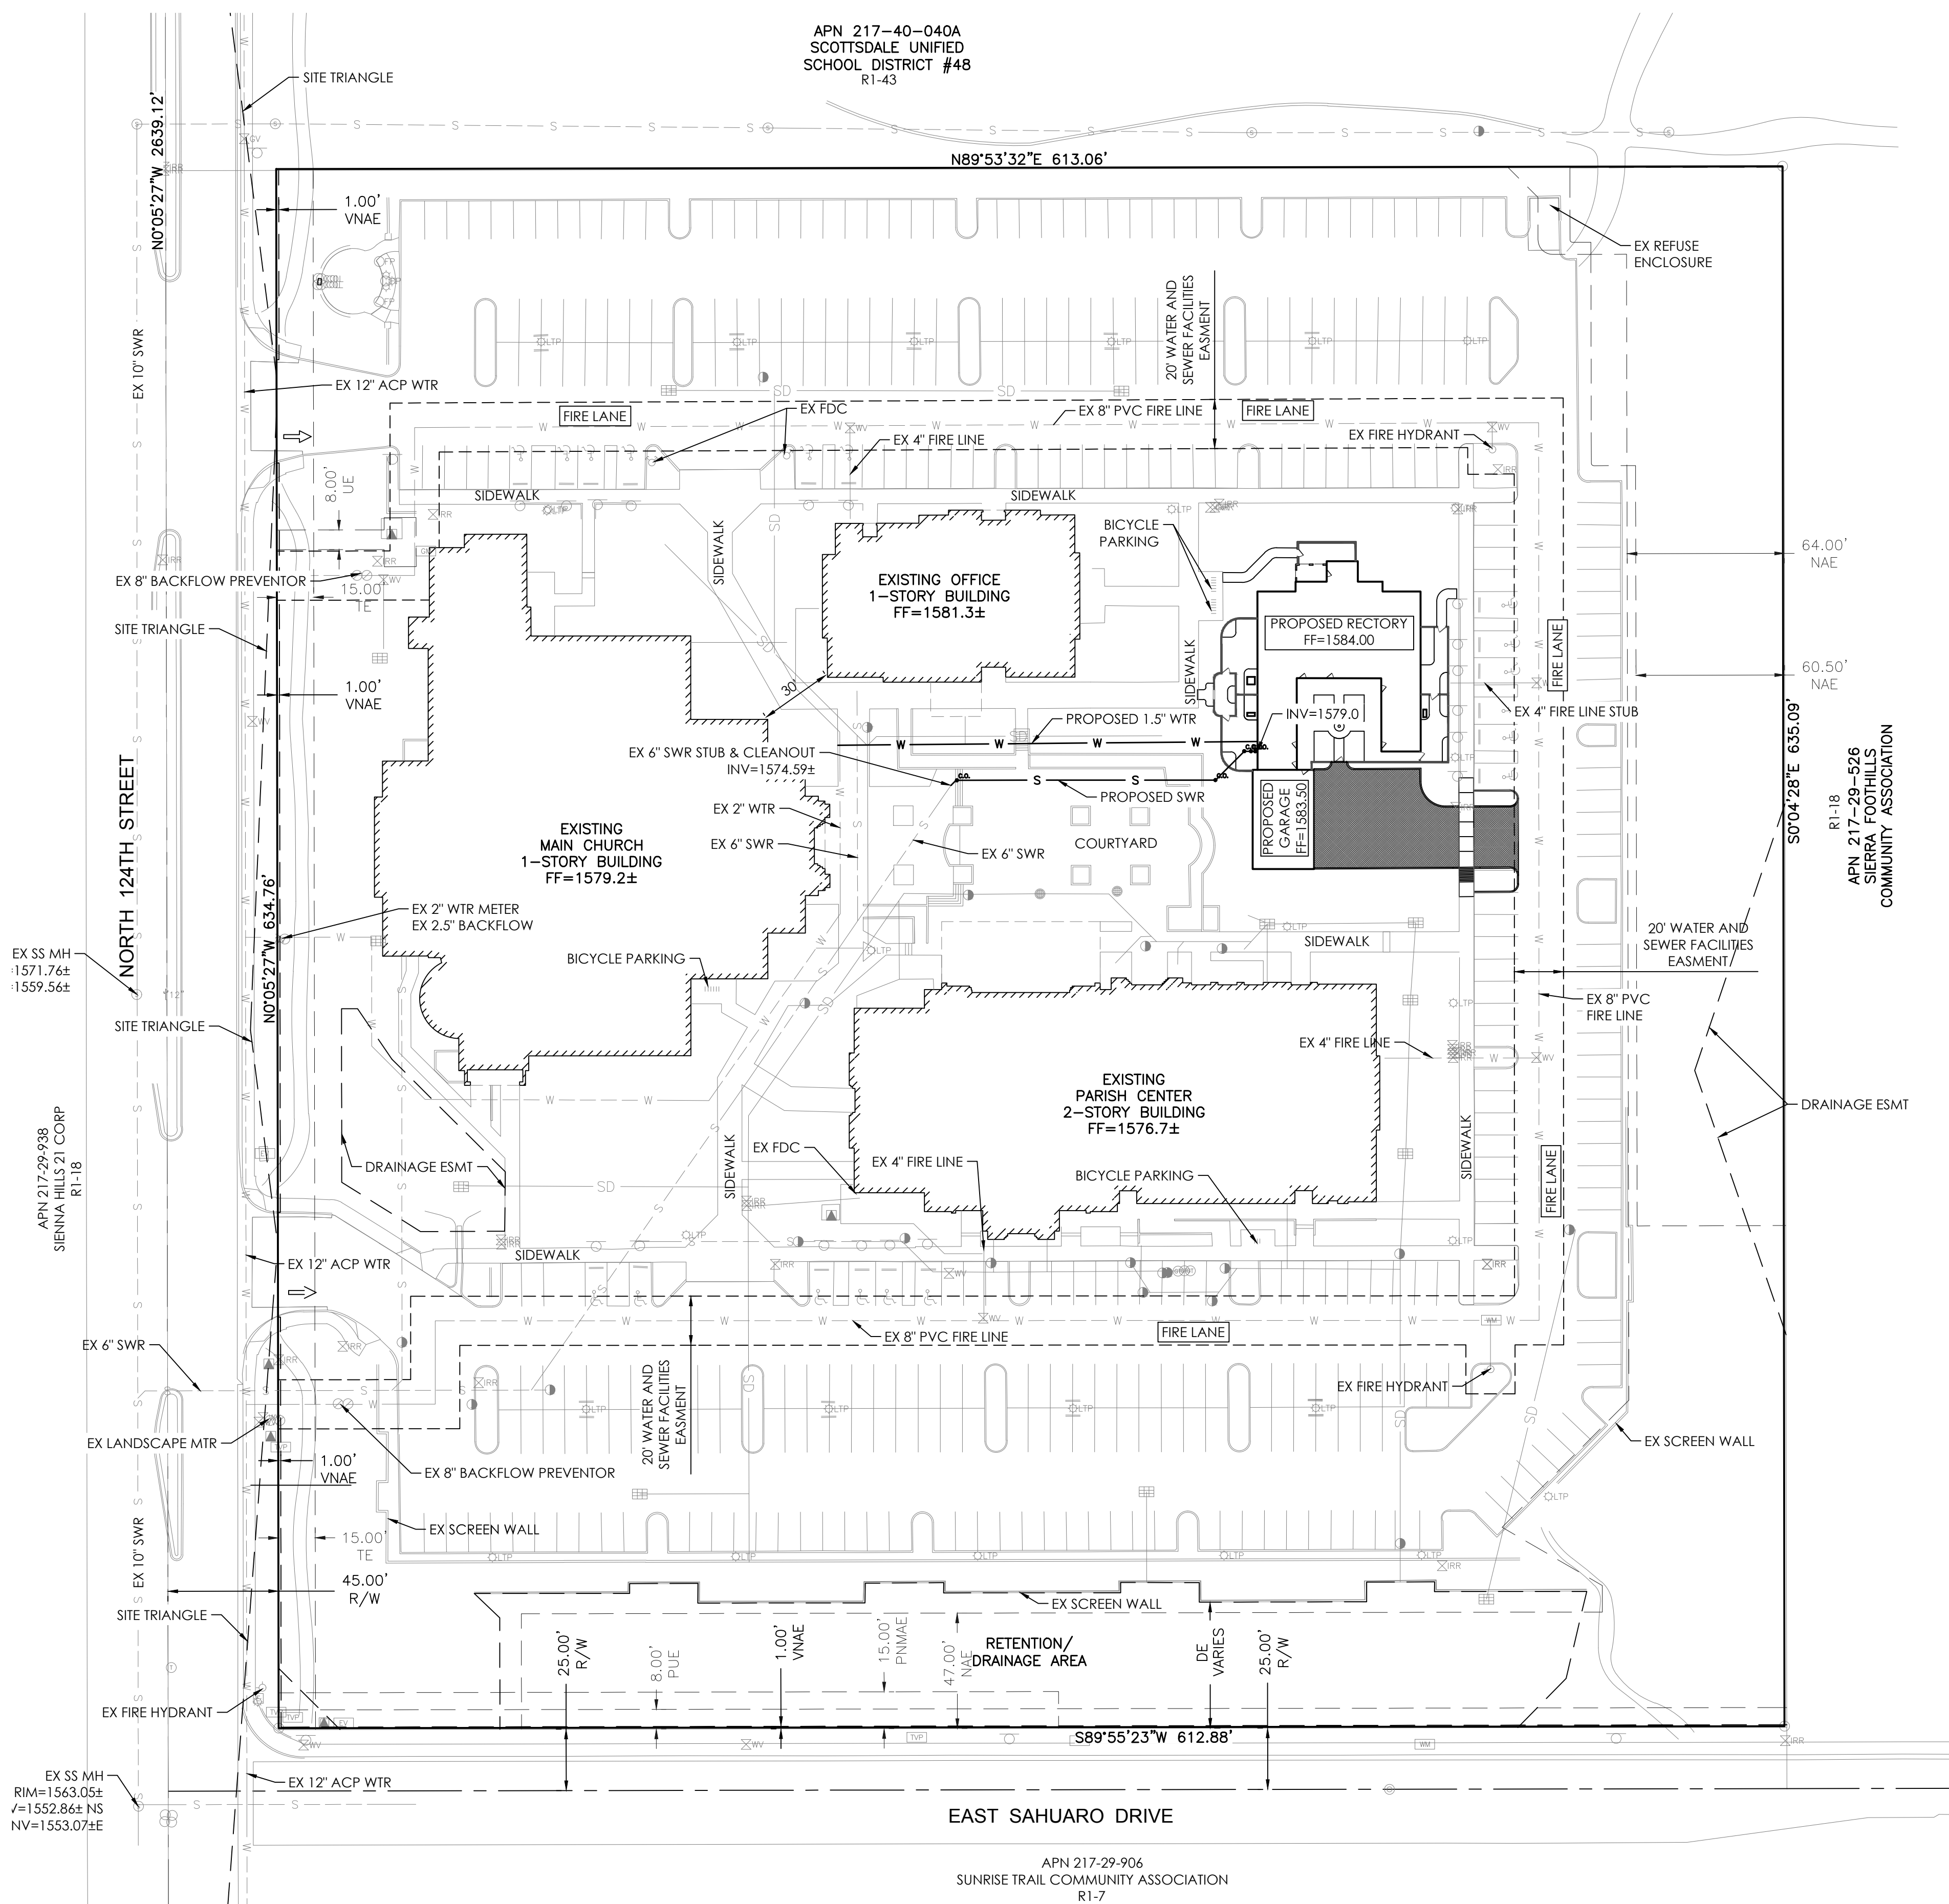 APN 217-40-040A
SCOTTSDALE UNIFIED
SCHOOL DISTRICT #48
R1-43
SITE TRIANGLE
N0°05'27"W 2639.12'
N89°53'32"E 613.06'
1.00'
VNAE
EX REFUSE
ENCLOSURE
EX 10" SWR
20' WATER AND
SEWER FACILITIES
EASMENT
EX 12" ACP WTR
FIRE LANE
EX FDC
EX 8" PVC FIRE LINE
FIRE LANE
EX 4" FIRE LINE
EX FIRE HYDRANT
8.00'
UE
SIDEWALK
SIDEWALK
SIDEWALK
BICYCLE
PARKING
64.00'
NAE
EX 8" BACKFLOW PREVENTOR
15.00'
TE
EXISTING OFFICE
1-STORY BUILDING
FF=1581.3±
PROPOSED RECTORY
FF=1584.00
SITE TRIANGLE
FIRE LANE
SIDEWALK
60.50'
NAE
1.00'
VNAE
30'
EX 4" FIRE LINE STUB
INV=1579.0
PROPOSED 1.5" WTR
EX 6" SWR STUB & CLEANOUT
INV=1574.59±
PROPOSED SWR
PROPOSED
GARAGE
FF=1583.50
S0°04'28"E 635.09'
R1-18
APN 217-29-526
SIERRA FOOTHILLS
COMMUNITY ASSOCIATION
NORTH 124TH STREET
EX 2" WTR
EX 6" SWR
EX 6" SWR
COURTYARD
EXISTING
MAIN CHURCH
1-STORY BUILDING
FF=1579.2±
N0°05'27"W 634.76'
EX 2" WTR METER
EX 2.5" BACKFLOW
SIDEWALK
20' WATER AND
SEWER FACILITIES
EASMENT
EX SS MH
1571.76±
1559.56±
BICYCLE PARKING
EX 8" PVC
FIRE LINE
SITE TRIANGLE
EX 4" FIRE LINE
EXISTING
PARISH CENTER
2-STORY BUILDING
FF=1576.7±
DRAINAGE ESMT
APN 217-29-938
SIENNA HILLS 21 CORP
R1-18
SIDEWALK
SIDEWALK
EX FDC
EX 4" FIRE LINE
DRAINAGE ESMT
BICYCLE PARKING
FIRE LANE
SIDEWALK
EX 12" ACP WTR
EX 8" PVC FIRE LINE
FIRE LANE
EX 6" SWR
20' WATER AND
SEWER FACILITIES
EASMENT
EX FIRE HYDRANT
EX LANDSCAPE MTR
1.00'
VNAE
EX 8" BACKFLOW PREVENTOR
EX SCREEN WALL
EX SCREEN WALL
EX 10" SWR
15.00'
TE
45.00'
R/W
SITE TRIANGLE
EX SCREEN WALL
25.00'
R/W
8.00'
PUE
1.00'
VNAE
15.00'
PNMAE
47.00'
NAE
RETENTION/
DRAINAGE AREA
DE
VARIES
25.00'
R/W
EX FIRE HYDRANT
S89°55'23"W 612.88'
EX SS MH
RIM=1563.05±
V=1552.86± NS
NV=1553.07±E
EX 12" ACP WTR
EAST SAHUARO DRIVE
APN 217-29-906
SUNRISE TRAIL COMMUNITY ASSOCIATION
R1-7